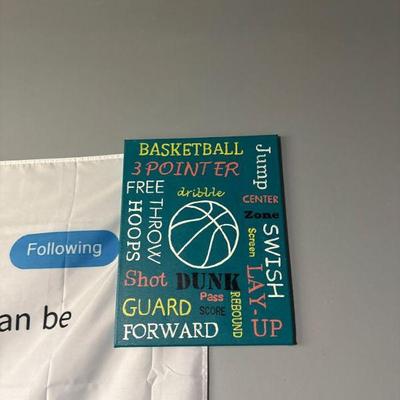 BASKETBALL
3 POINTER
FREE
THROW
HOOPS
dribble
Jump
CENTER
Zone
Screen
SWISH
Shot
DUNK
LAY-UP
Pass
SCORE
REBOUND
GUARD
FORWARD
Following
an be